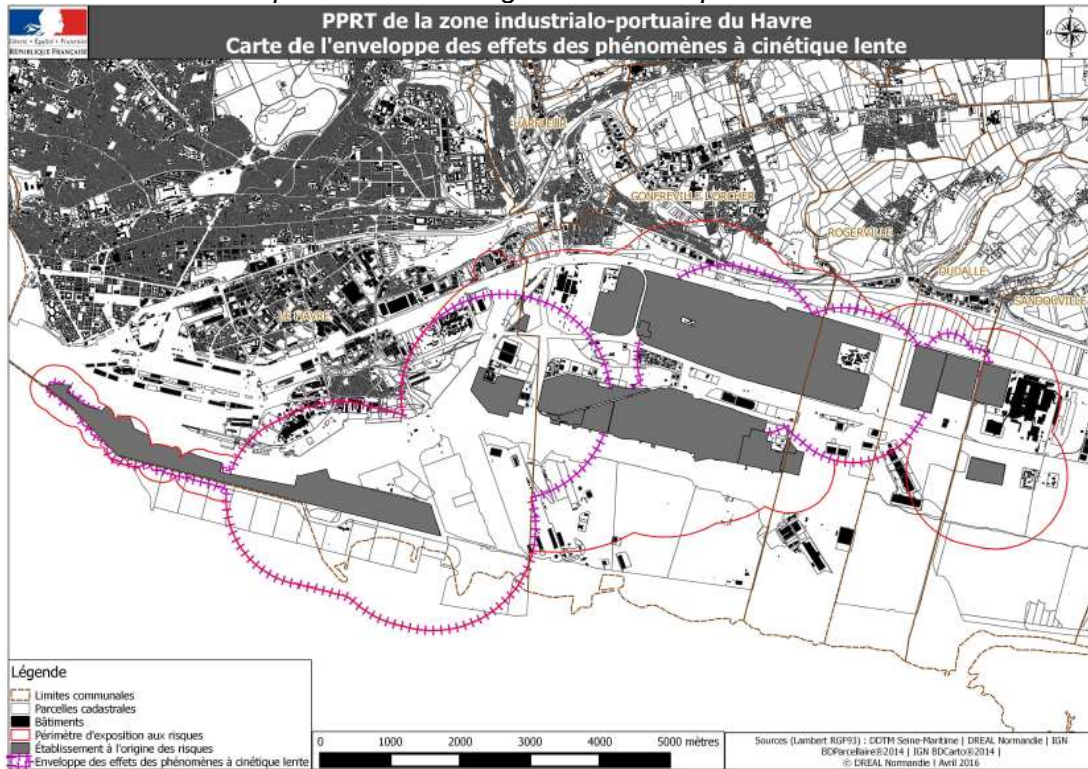 PPRT de la zone industrialo-portuaire du Havre
Carte de l'enveloppe des effets des phénomènes à cinétique lente
Liberté • Égalité • Fraternité
RÉPUBLIQUE FRANÇAISE
N
O
E
S
HARFLEUR
GONFREVILLE L'ORCHER
ROGERVILLE
OUDALLE
SANDOUVILLE
LE HAVRE
Légende
Limites communales
Parcelles cadastrales
Bâtiments
Périmètre d'exposition aux risques
Établissement à l'origine des risques
Enveloppe des effets des phénomènes à cinétique lente
0 1000 2000 3000 4000 5000 mètres
Sources (Lambert RGF93) : DDTM Seine-Maritime | DREAL Normandie | IGN
BDParcellaire®2014 | IGN BDCarto®2014 |
© DREAL Normandie | Avril 2016